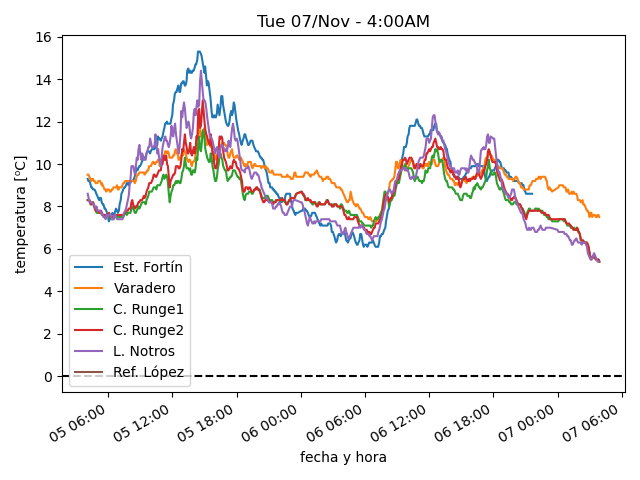 Tue 07/Nov - 4:00AM
temperatura [ºC]
16
14
12
10
8
6
4
2
0
Est. Fortín
Varadero
C. Runge1
C. Runge2
L. Notros
Ref. López
05 06:00
05 12:00
05 18:00
06 00:00
06 06:00
06 12:00
06 18:00
07 00:00
07 06:00
fecha y hora